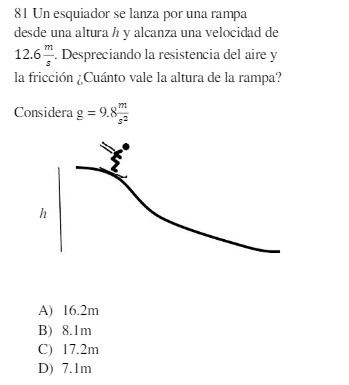 81 Un esquiador se lanza por una rampa
desde una altura h y alcanza una velocidad de
12.6 m/s. Despreciando la resistencia del aire y
la fricción ¿Cuánto vale la altura de la rampa?
Considera g = 9.8 m/s²
h
A) 16.2m
B) 8.1m
C) 17.2m
D) 7.1m